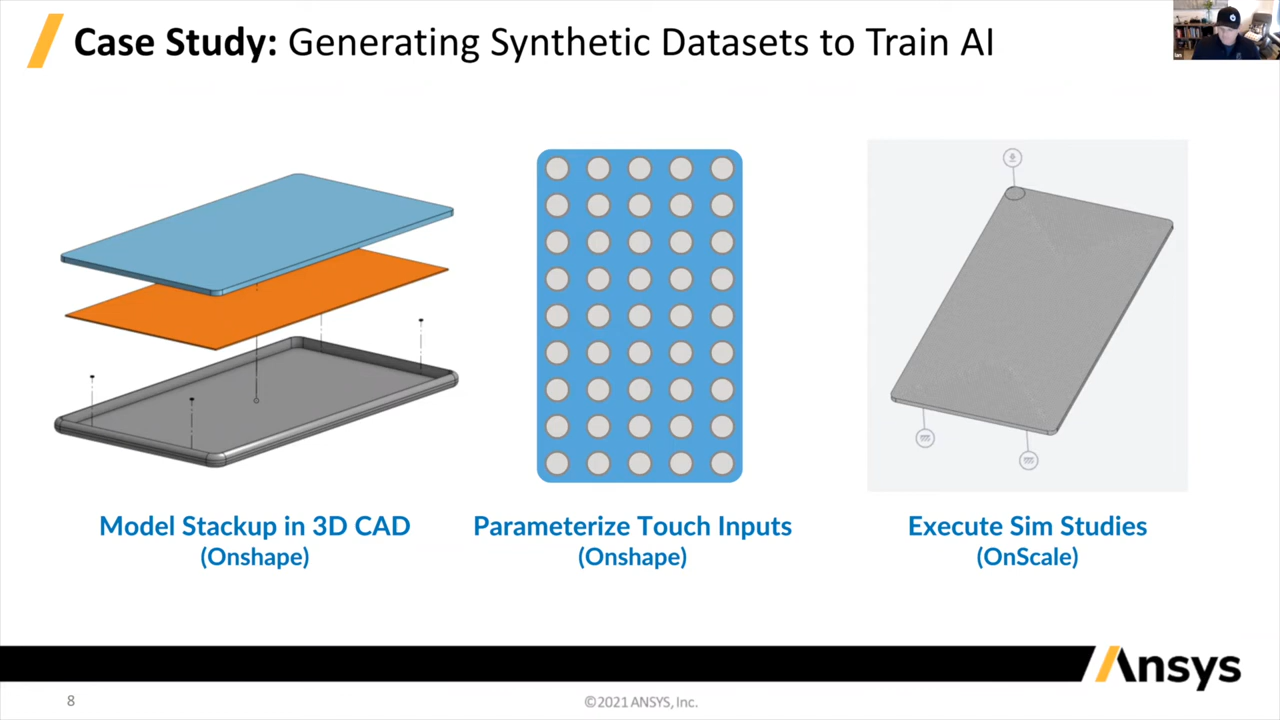 Case Study: Generating Synthetic Datasets to Train AI
Model Stackup in 3D CAD
(Onshape)
Parameterize Touch Inputs
(Onshape)
Execute Sim Studies
(OnScale)
Ansys
8
©2021 ANSYS, Inc.